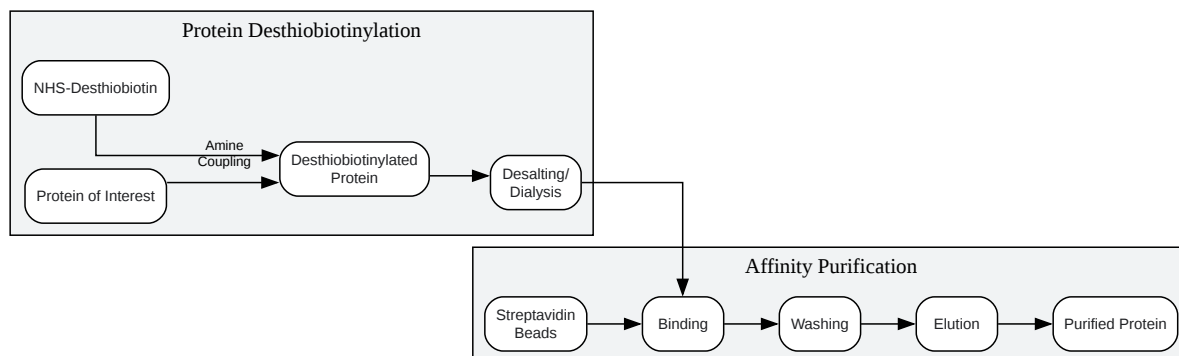 Protein Desthiobiotinylation
NHS-Desthiobiotin
Amine
Coupling
Protein of Interest
Desthiobiotinylated
Protein
Desalting/
Dialysis
Affinity Purification
Streptavidin
Beads
Binding
Washing
Elution
Purified Protein